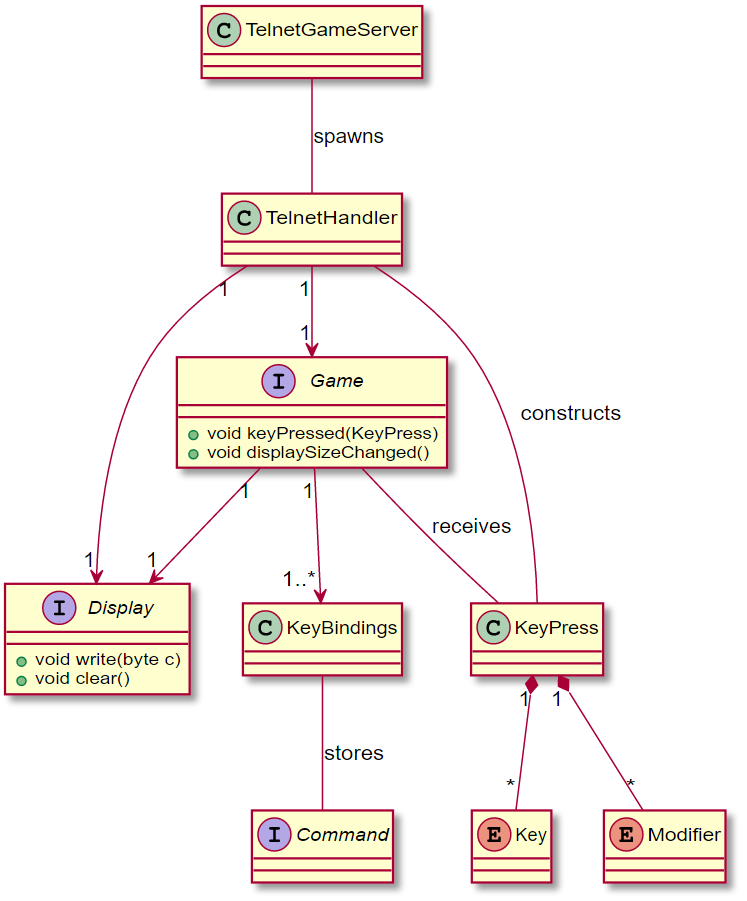 C TelnetGameServer
spawns
C TelnetHandler
1
1
1
I Game
void keyPressed(KeyPress)
void displaySizeChanged()
constructs
1
1
receives
1
1
1..*
I Display
void write(byte c)
void clear()
C KeyBindings
C KeyPress
1
1
stores
*
*
I Command
E Key
E Modifier